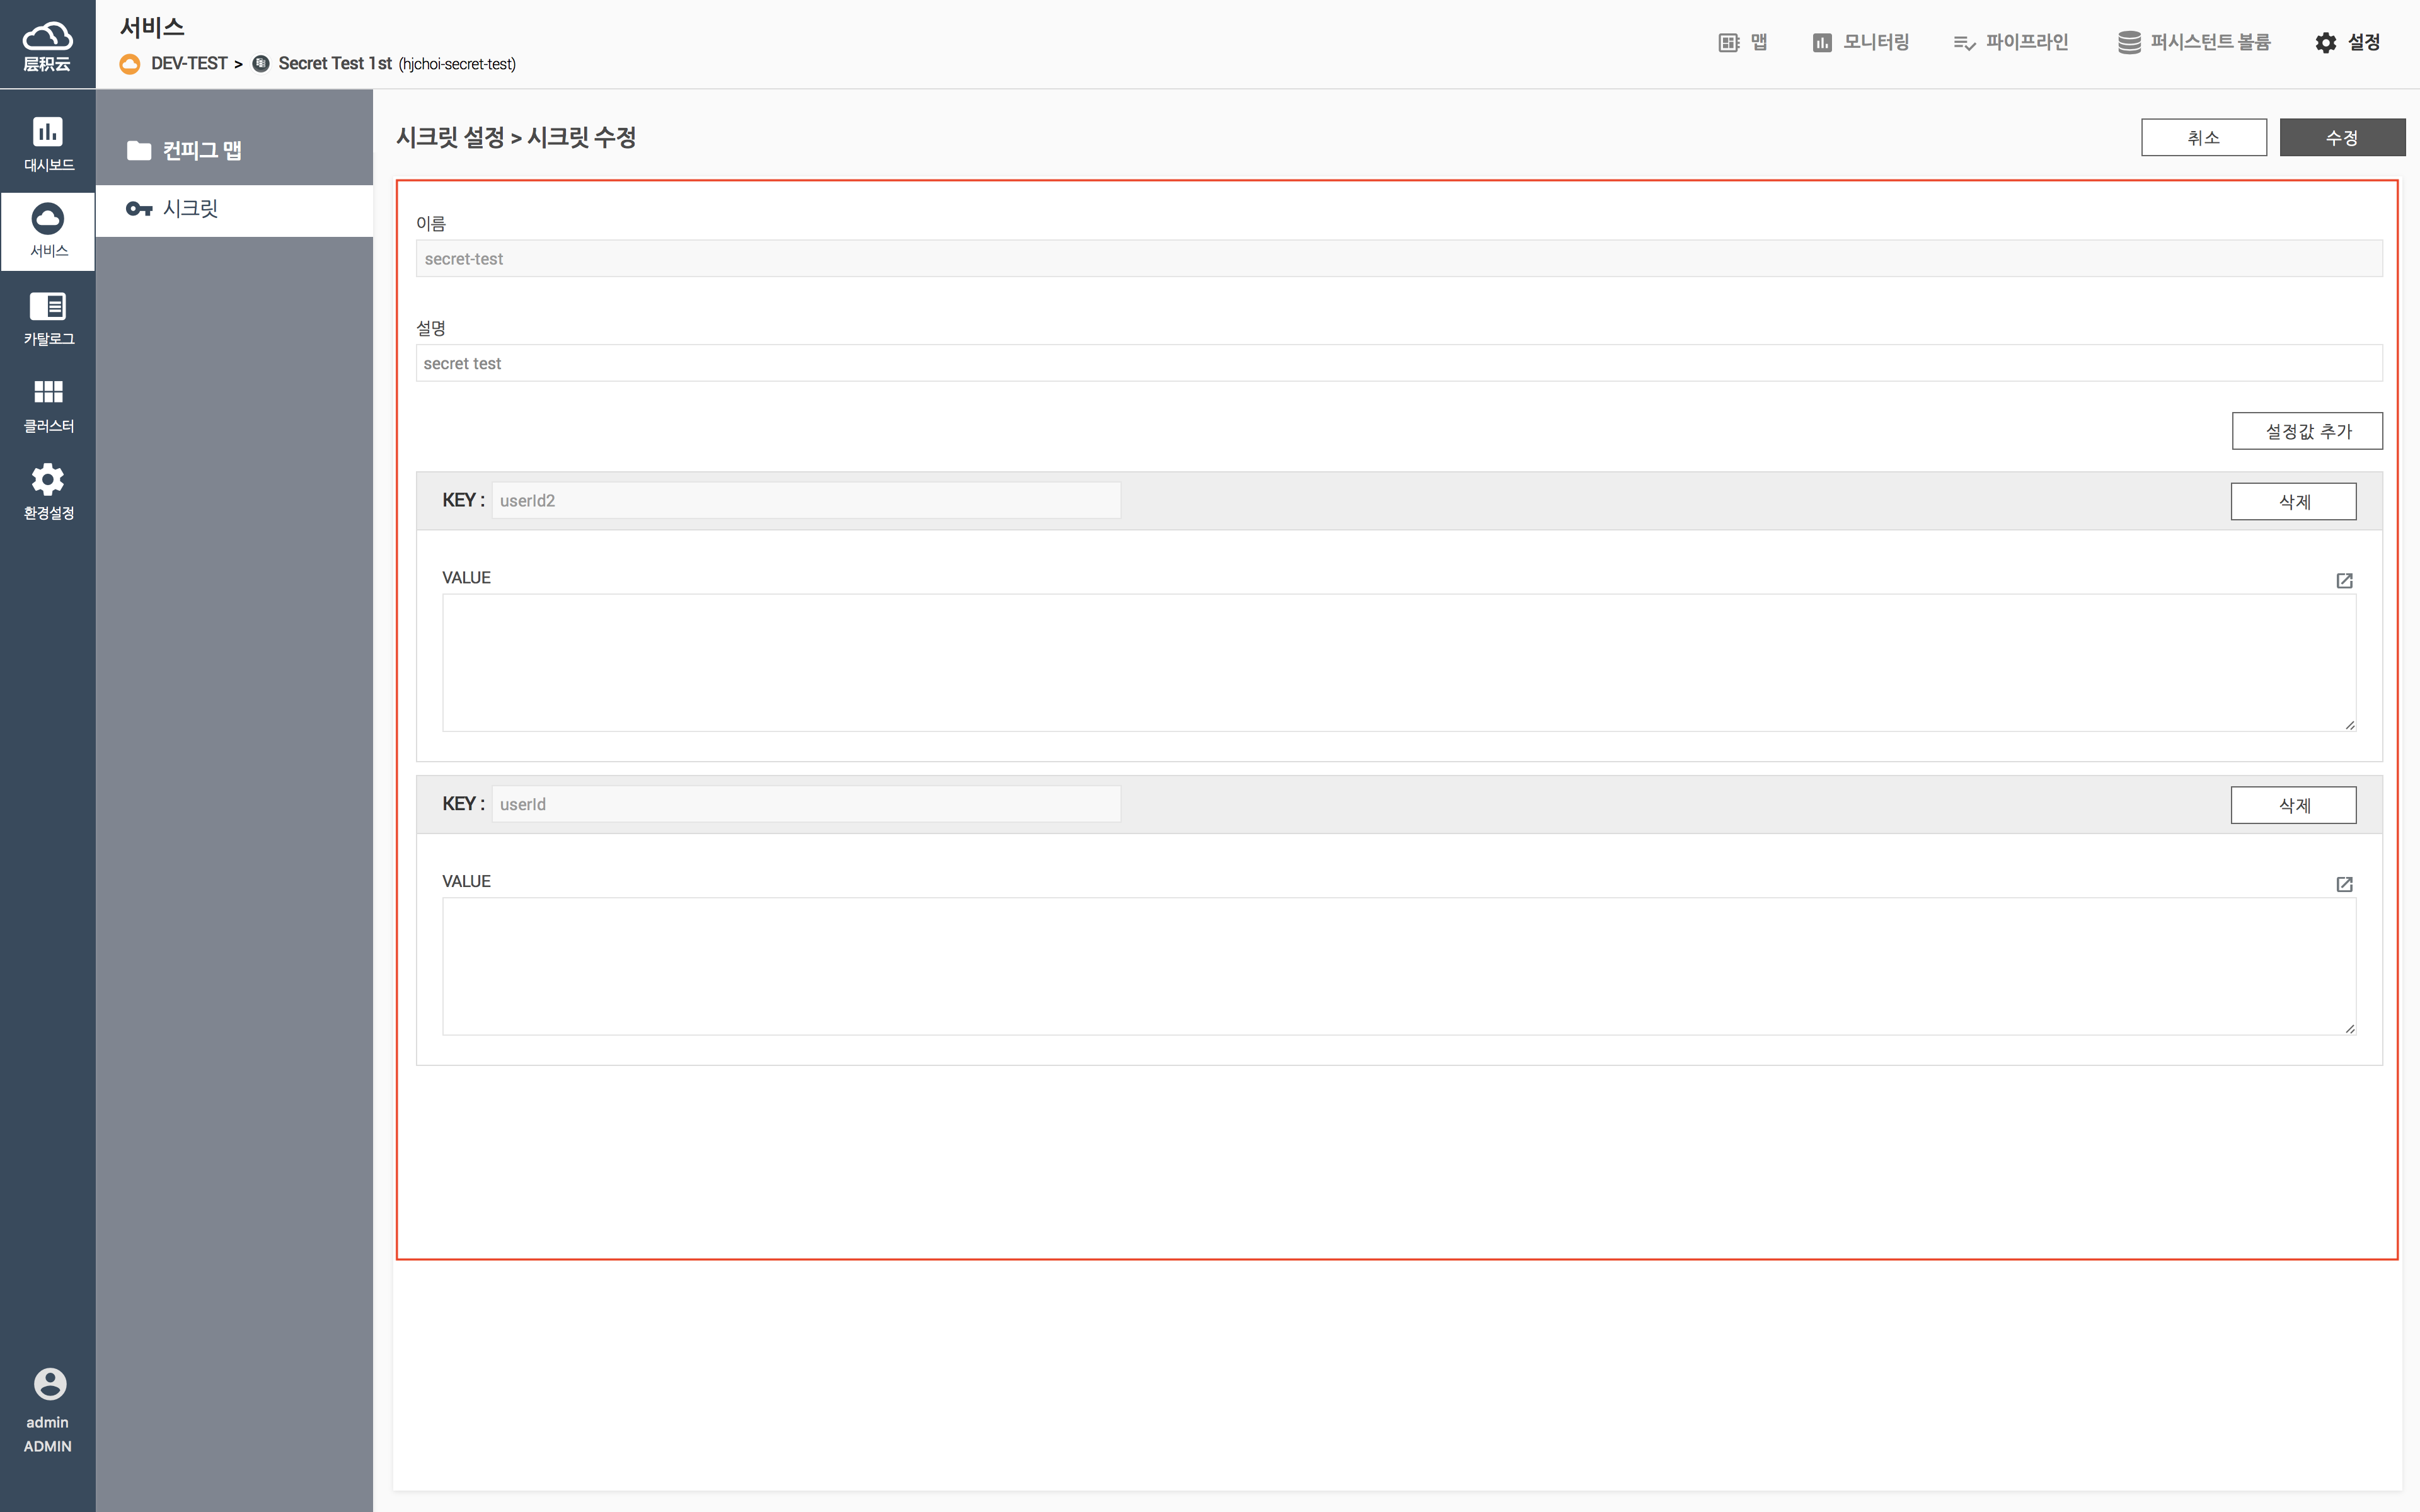 层积云
서비스
DEV-TEST > Secret Test 1st (hjchoi-secret-test)
맵
모니터링
파이프라인
퍼시스턴트 볼륨
설정
대시보드
서비스
카탈로그
클러스터
환경설정
admin
ADMIN
컨피그 맵
시크릿
시크릿 설정 > 시크릿 수정
취소
수정
이름
secret-test
설명
secret test
설정값 추가
KEY : userId2
삭제
VALUE
KEY : userId
삭제
VALUE